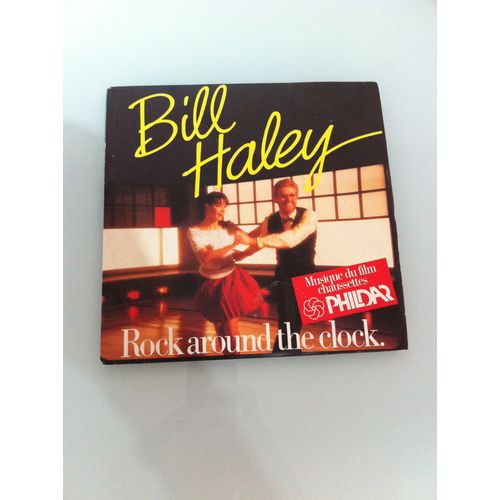 Bill
Haley
Musique du film
chaussettes
PHILDAR
Rock around the clock.